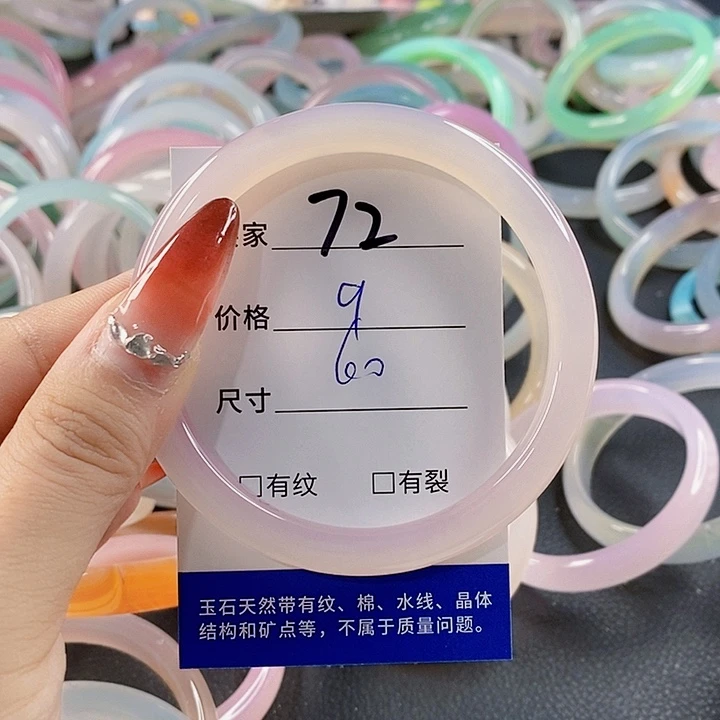 家 72
价格 9
尺寸 60
□有纹 □有裂
玉石天然带有纹、棉、水线、晶体
结构和矿点等，不属于质量问题。